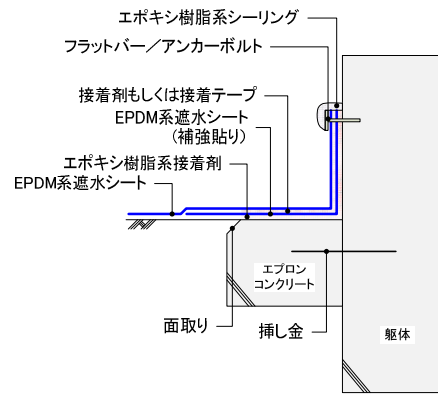 エポキシ樹脂系シーリング
フラットバー／アンカーボルト
接着剤もしくは接着テープ
EPDM系遮水シート
(補強貼り)
エポキシ樹脂系接着剤
EPDM系遮水シート
エプロン
コンクリート
面取り
挿し金
躯体